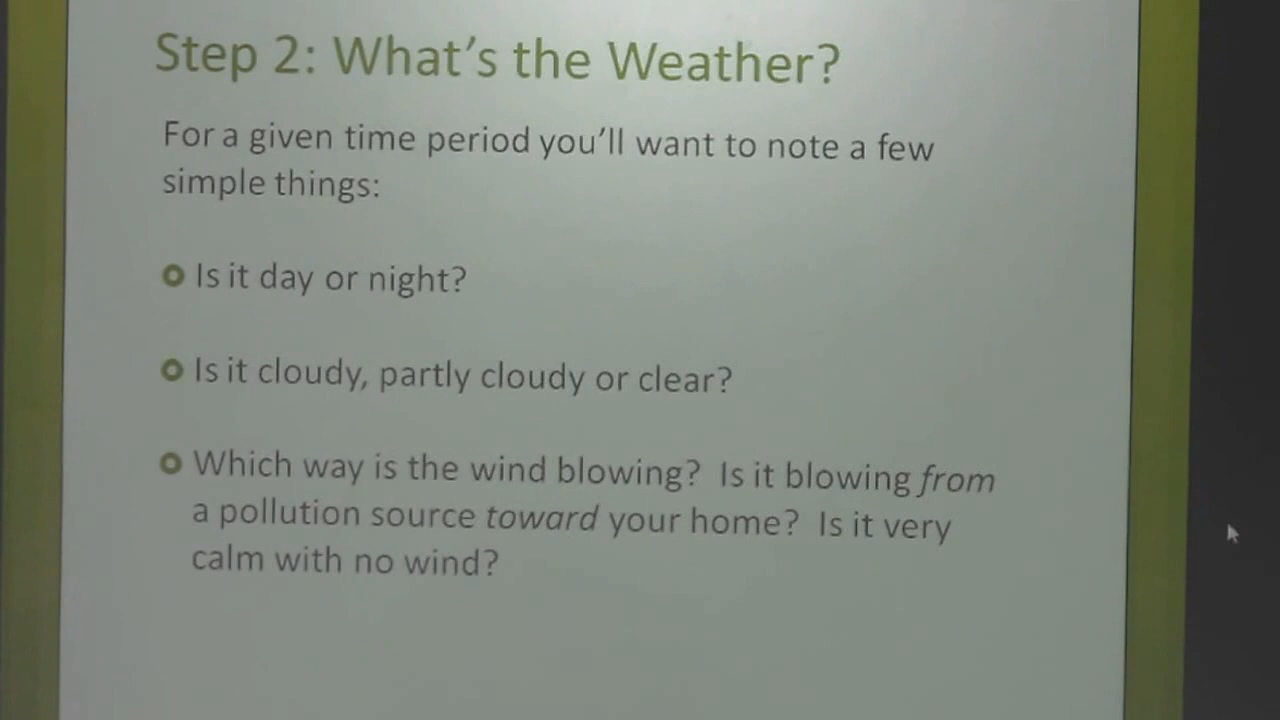 Step 2: What's the Weather?
For a given time period you'll want to note a few
simple things:
Is it day or night?
Is it cloudy, partly cloudy or clear?
Which way is the wind blowing? Is it blowing from
a pollution source toward your home? Is it very
calm with no wind?